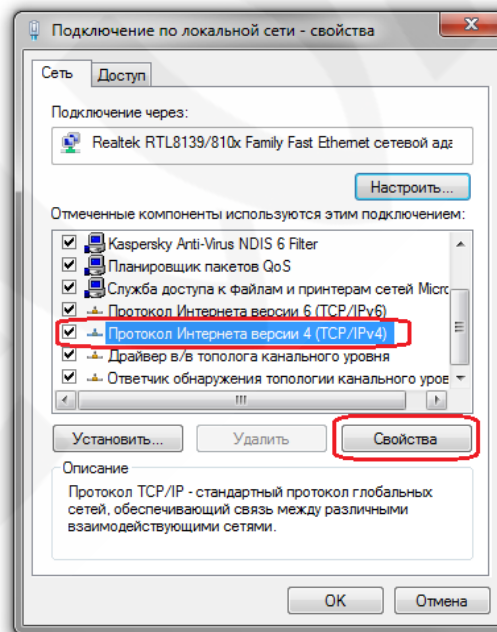 Подключение по локальной сети - свойства
Сеть
Доступ
Подключение через:
Realtek RTL8139/810x Family Fast Ethernet сетевой ада
Настроить...
Отмеченные компоненты используются этим подключением:
Kaspersky Anti-Virus NDIS 6 Filter
Планировщик пакетов QoS
Служба доступа к файлам и принтерам сетей Micro
Протокол Интернета версии 6 (TCP/IPv6)
Протокол Интернета версии 4 (TCP/IPv4)
Драйвер в/в тополога канального уровня
Ответчик обнаружения топологии канального уров
Установить...
Удалить
Свойства
Описание
Протокол TCP/IP - стандартный протокол глобальных
сетей, обеспечивающий связь между различными
взаимодействующими сетями.
OK
Отмена